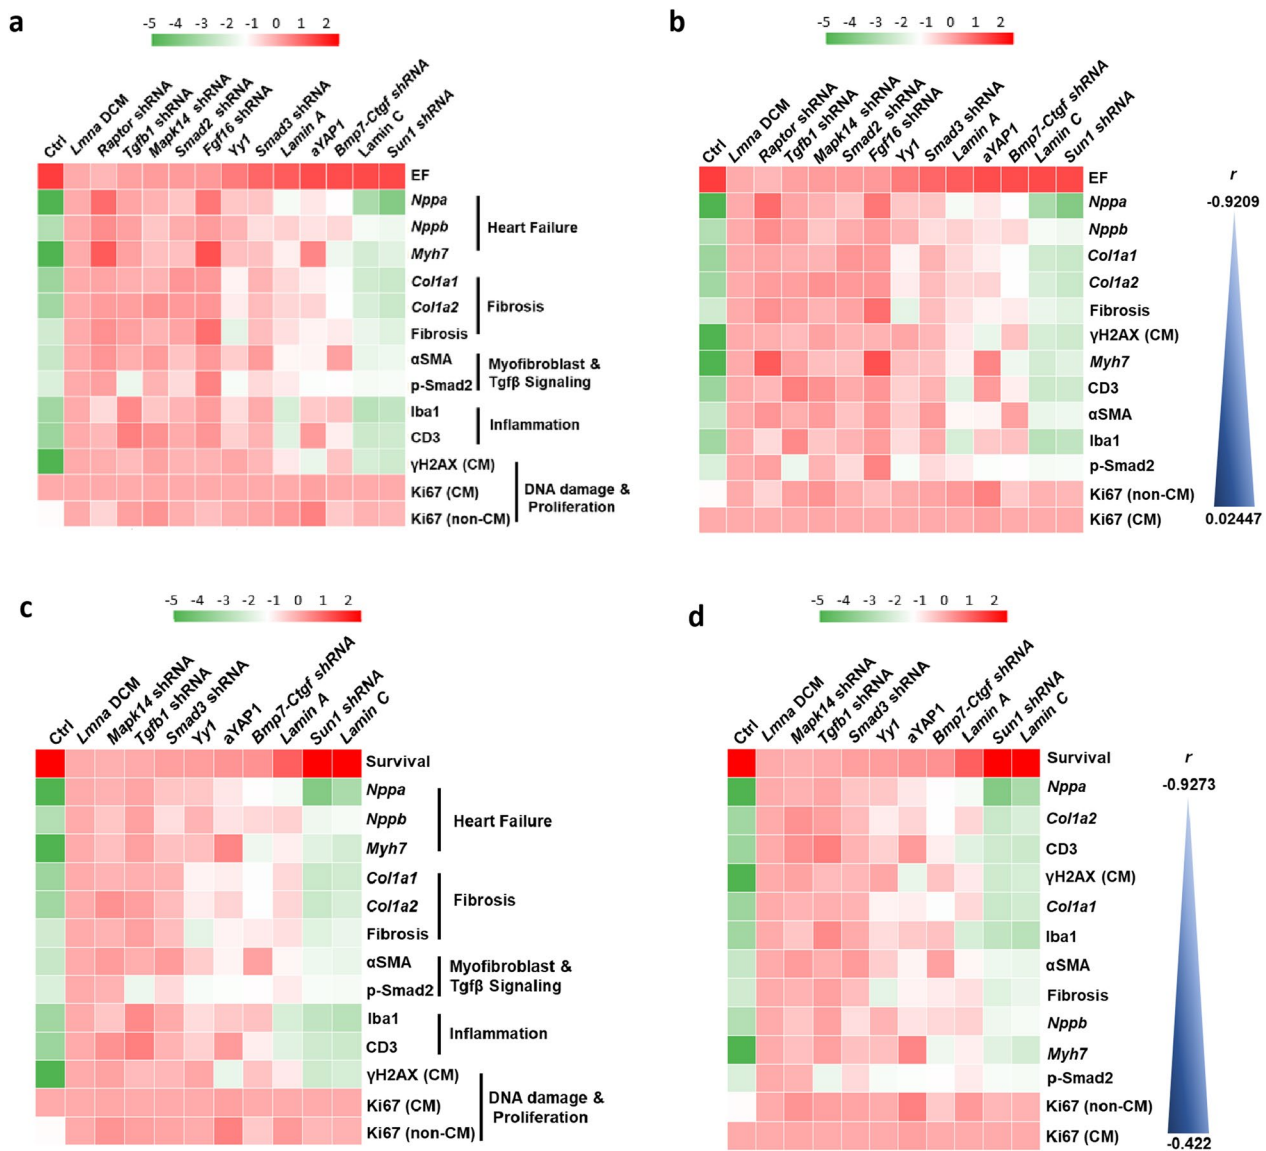 a
-5 -4 -3 -2 -1 0 1 2
Ctrl
Lmna DCM
Raptor shRNA
Tgfb1 shRNA
Mapk14 shRNA
Smad2 shRNA
Fgf16 shRNA
Yy1
Smad3 shRNA
Lamin A
aYAP1
Bmp7-Ctgf shRNA
Lamin C
Sun1 shRNA
EF
Nppa
Nppb
Myh7
Heart Failure
Col1a1
Col1a2
Fibrosis
Fibrosis
αSMA
p-Smad2
Myofibroblast &
Tgfβ Signaling
Iba1
CD3
Inflammation
γH2AX (CM)
Ki67 (CM)
Ki67 (non-CM)
DNA damage &
Proliferation
b
-5 -4 -3 -2 -1 0 1 2
Ctrl
Lmna DCM
Raptor shRNA
Tgfb1 shRNA
Mapk14 shRNA
Smad2 shRNA
Fgf16 shRNA
Yy1
Smad3 shRNA
Lamin A
aYAP1
Bmp7-Ctgf shRNA
Lamin C
Sun1 shRNA
EF
Nppa
Nppb
Col1a1
Col1a2
Fibrosis
γH2AX (CM)
Myh7
CD3
αSMA
Iba1
p-Smad2
Ki67 (non-CM)
Ki67 (CM)
r
-0.9209
0.02447
c
-5 -4 -3 -2 -1 0 1 2
Ctrl
Lmna DCM
Mapk14 shRNA
Tgfb1 shRNA
Smad3 shRNA
Yy1
aYAP1
Bmp7-Ctgf shRNA
Lamin A
Sun1 shRNA
Lamin C
Survival
Nppa
Nppb
Myh7
Heart Failure
Col1a1
Col1a2
Fibrosis
Fibrosis
αSMA
p-Smad2
Myofibroblast &
Tgfβ Signaling
Iba1
CD3
Inflammation
γH2AX (CM)
Ki67 (CM)
Ki67 (non-CM)
DNA damage &
Proliferation
d
-5 -4 -3 -2 -1 0 1 2
Ctrl
Lmna DCM
Mapk14 shRNA
Tgfb1 shRNA
Smad3 shRNA
Yy1
aYAP1
Bmp7-Ctgf shRNA
Lamin A
Sun1 shRNA
Lamin C
Survival
Nppa
Col1a2
CD3
γH2AX (CM)
Col1a1
Iba1
αSMA
Fibrosis
Nppb
Myh7
p-Smad2
Ki67 (non-CM)
Ki67 (CM)
r
-0.9273
-0.422